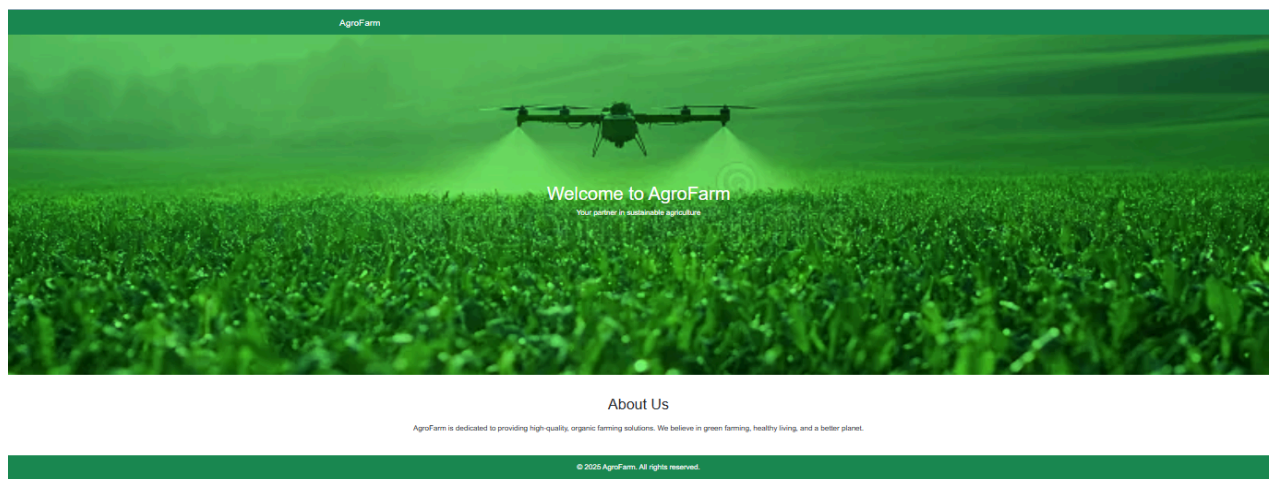 AgroFarm
Welcome to AgroFarm
Your partner in sustainable agriculture
About Us
AgroFarm is dedicated to providing high-quality, organic farming solutions. We believe in green farming, healthy living, and a better planet.
© 2025 AgroFarm. All rights reserved.